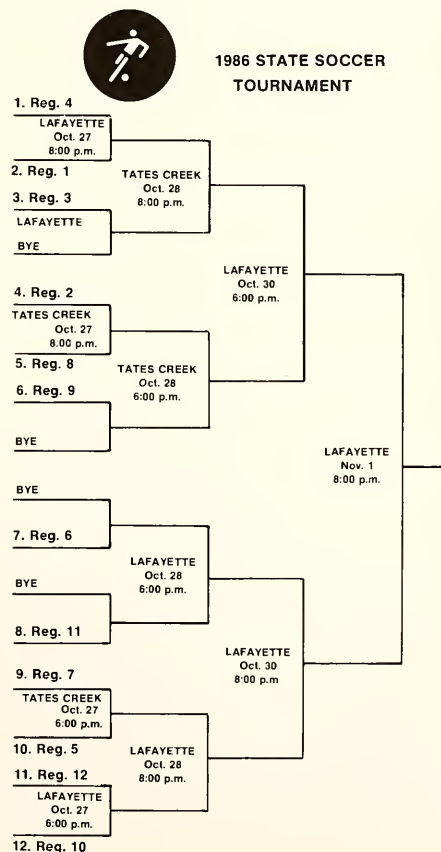 1986 STATE SOCCER
TOURNAMENT
1. Reg. 4
LAFAYETTE
Oct. 27
8:00 p.m.
2. Reg. 1
TATES CREEK
Oct. 28
8:00 p.m.
3. Reg. 3
LAFAYETTE
BYE
LAFAYETTE
Oct. 30
6:00 p.m.
4. Reg. 2
TATES CREEK
Oct. 27
8:00 p.m.
5. Reg. 8
TATES CREEK
Oct. 28
6:00 p.m.
6. Reg. 9
BYE
LAFAYETTE
Nov. 1
8:00 p.m.
BYE
7. Reg. 6
LAFAYETTE
Oct. 28
6:00 p.m.
BYE
8. Reg. 11
LAFAYETTE
Oct. 30
8:00 p.m
9. Reg. 7
TATES CREEK
Oct. 27
6:00 p.m.
10. Reg. 5
LAFAYETTE
Oct. 28
8:00 p.m.
11. Reg. 12
LAFAYETTE
Oct. 27
6:00 p.m.
12. Reg. 10